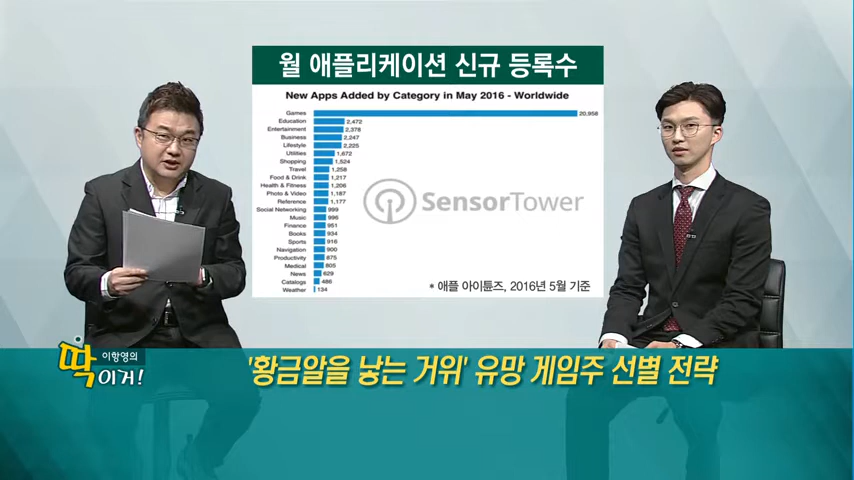 월 애플리케이션 신규 등록수
New Apps Added by Category in May 2016 - Worldwide
Games 20,958
Education 2,472
Entertainment 2,378
Business 2,247
Lifestyle 2,225
Utilities 1,672
Shopping 1,524
Travel 1,258
Food & Drink 1,217
Health & Fitness 1,206
Photo & Video 1,187
Reference 1,177
Social Networking 999
Music 996
Finance 951
Books 934
Sports 916
Navigation 900
Productivity 875
Medical 805
News 629
Catalogs 486
Weather 134
SensorTower
* 애플 아이튠즈, 2016년 5월 기준
이항영의
딱 이거!
'황금알을 낳는 거위' 유망 게임주 선별 전략